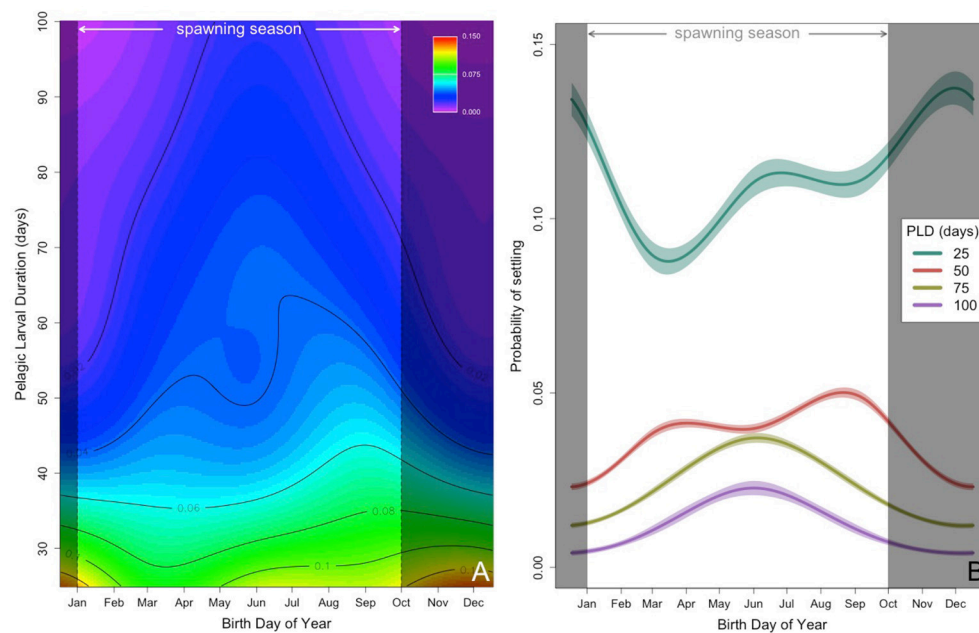 spawning season
0.150
0.075
0.000
100
90
80
70
60
50
40
30
Pelagic Larval Duration (days)
0.02
0.04
0.06
0.08
0.1
A
Jan Feb Mar Apr May Jun Jul Aug Sep Oct Nov Dec
Birth Day of Year
spawning season
0.15
0.10
0.05
0.00
Probability of settling
PLD (days)
25
50
75
100
B
Jan Feb Mar Apr May Jun Jul Aug Sep Oct Nov Dec
Birth Day of Year